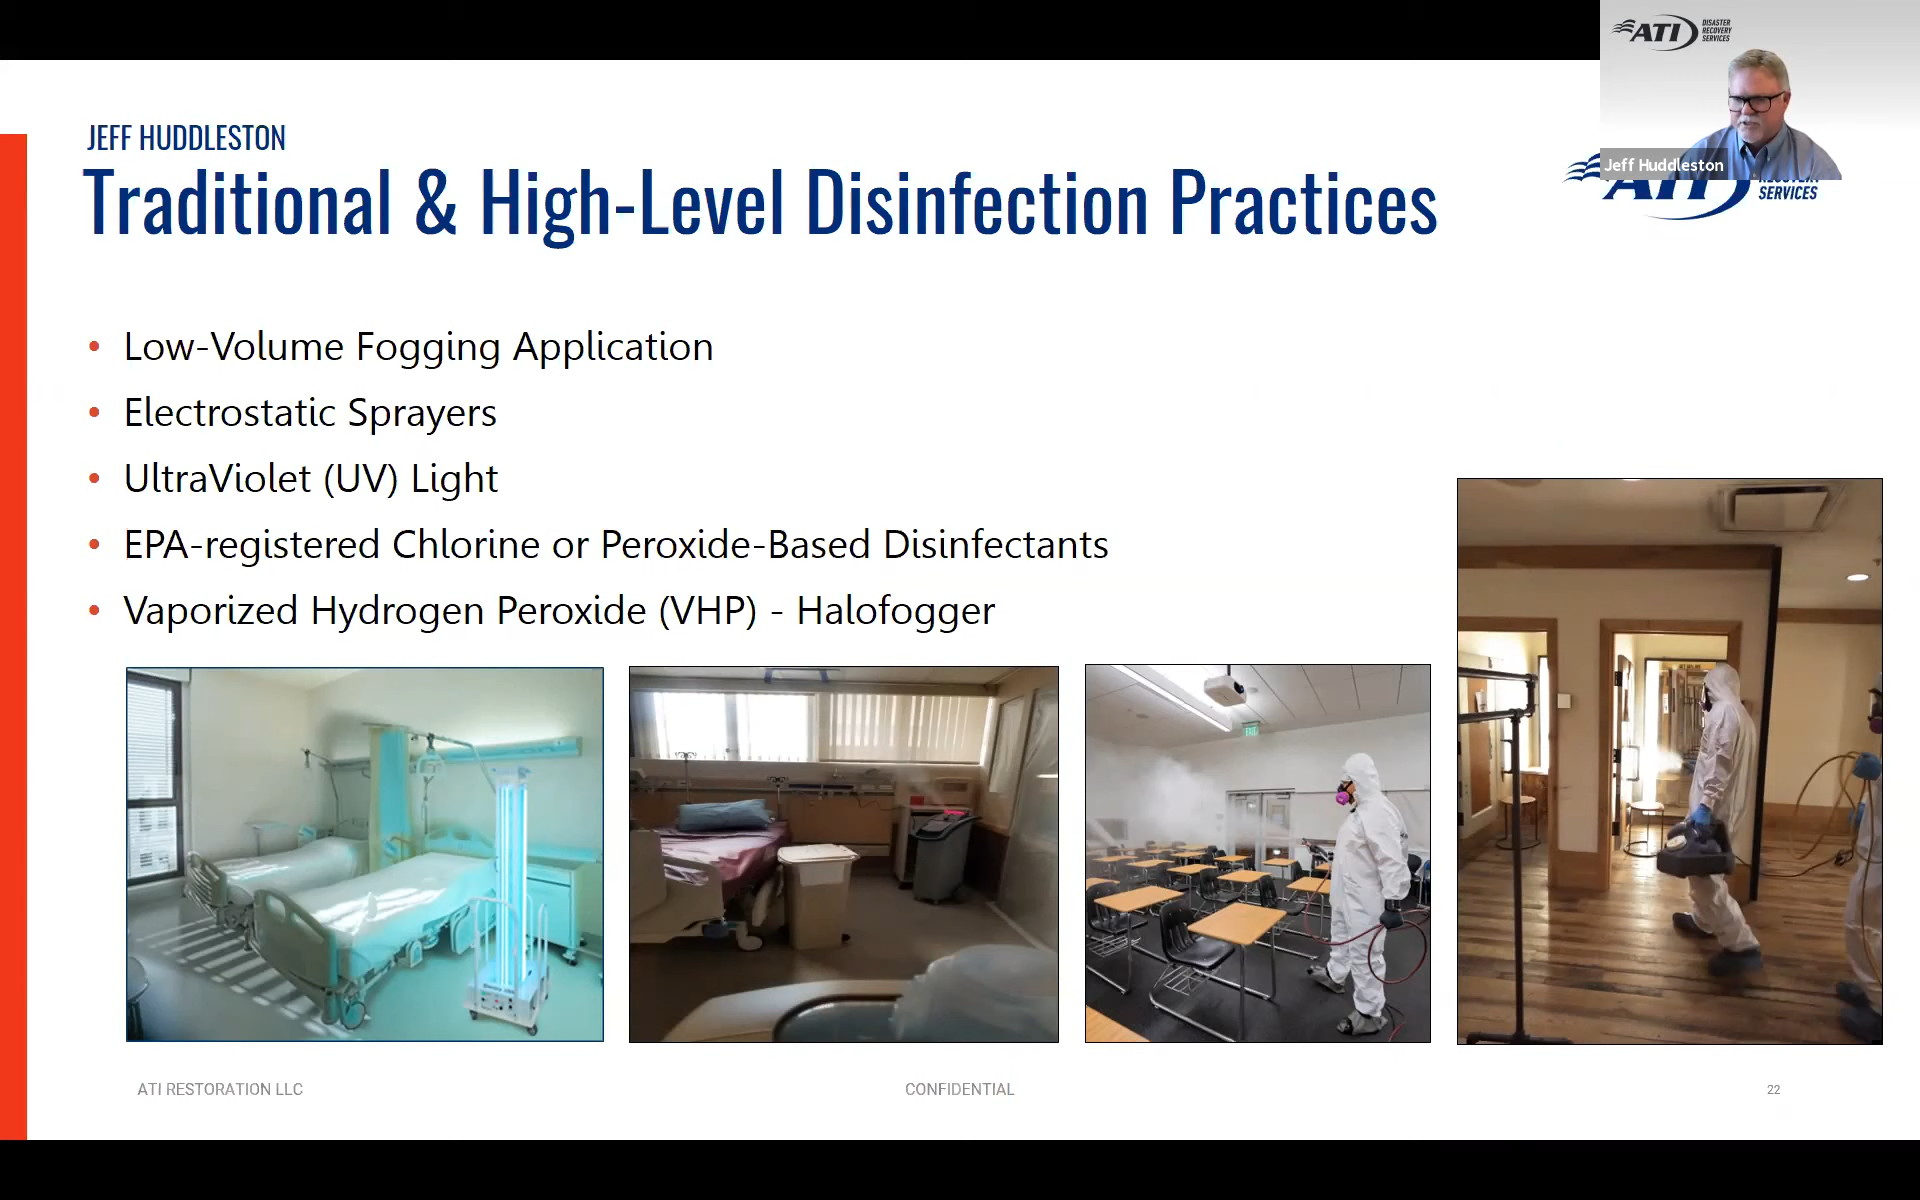 ATI DISASTER
RECOVERY
SERVICES
Jeff Huddleston
JEFF HUDDLESTON
Traditional & High-Level Disinfection Practices
ATI
SERVICES
• Low-Volume Fogging Application
• Electrostatic Sprayers
• UltraViolet (UV) Light
• EPA-registered Chlorine or Peroxide-Based Disinfectants
• Vaporized Hydrogen Peroxide (VHP) - Halofogger
ATI RESTORATION LLC
CONFIDENTIAL
22